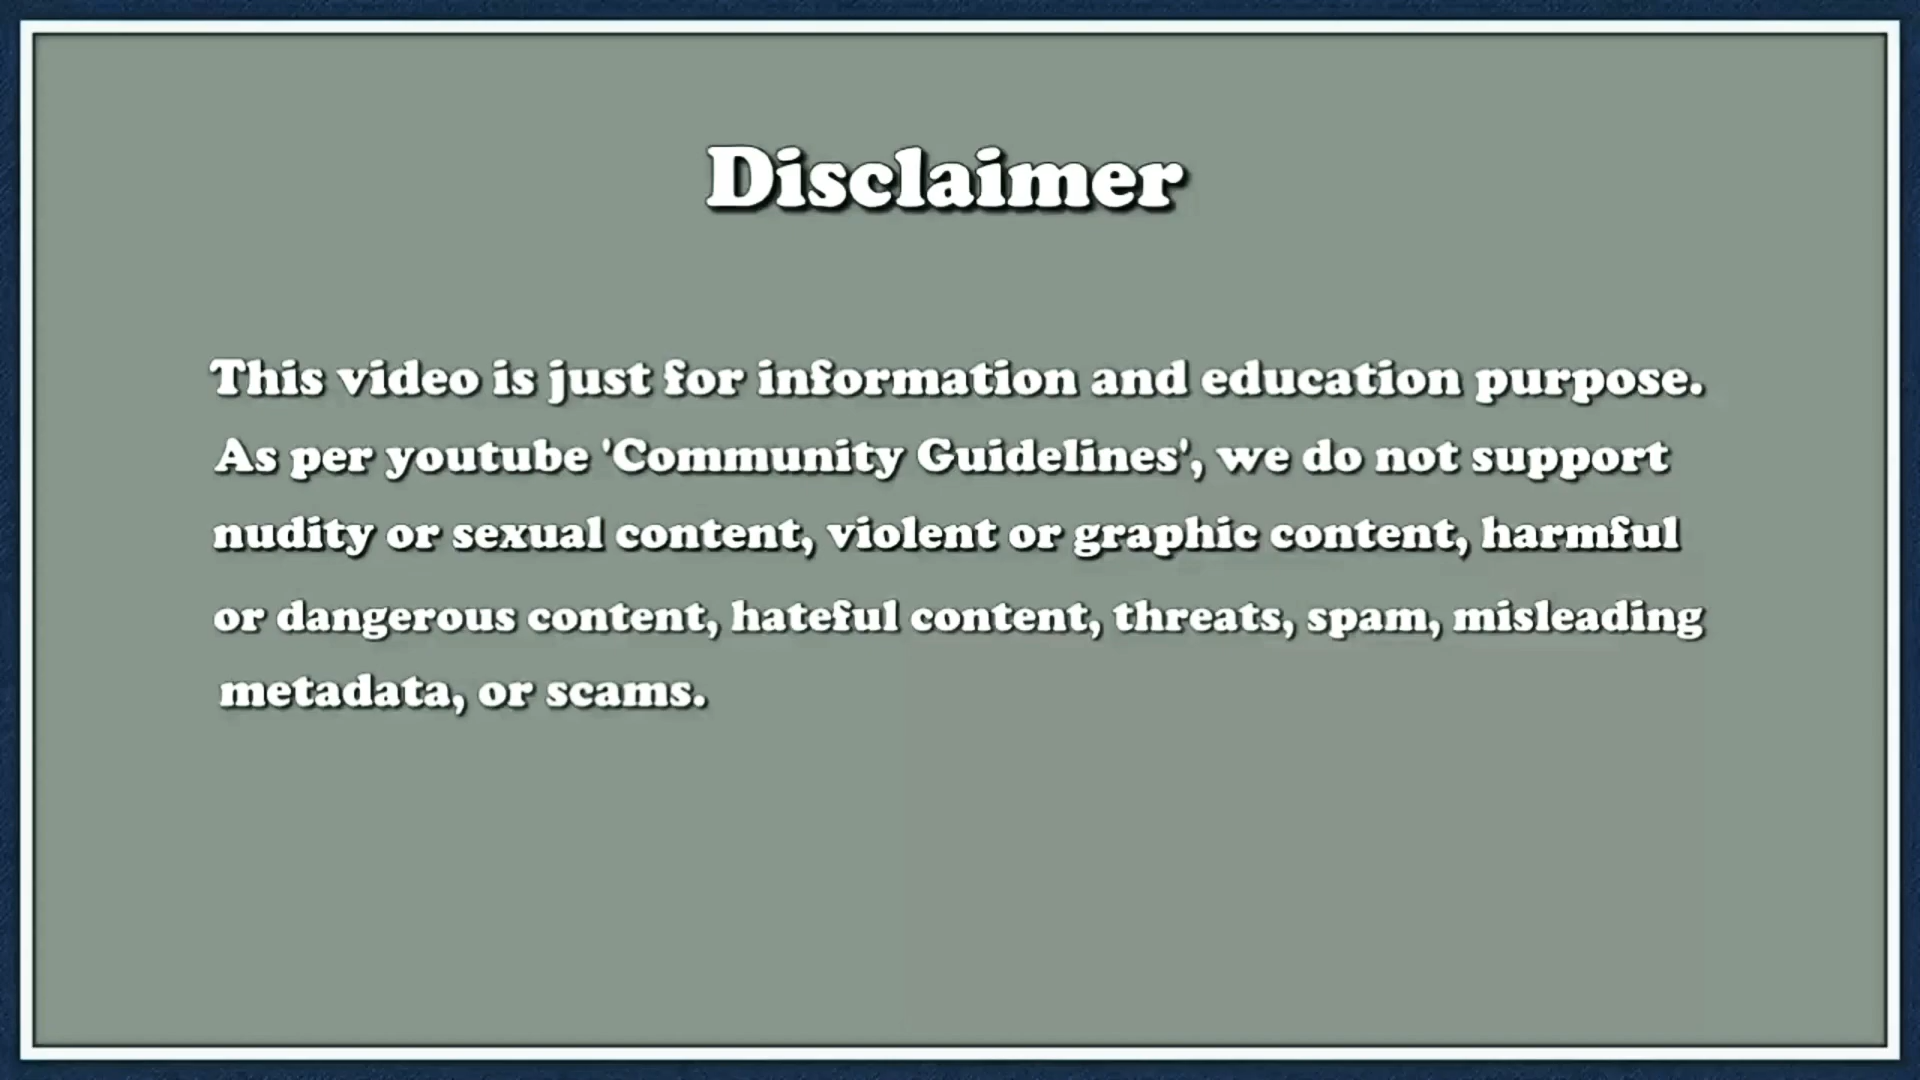 Disclaimer
This video is just for information and education purpose.
As per youtube 'Community Guidelines', we do not support
nudity or sexual content, violent or graphic content, harmful
or dangerous content, hateful content, threats, spam, misleading
metadata, or scams.